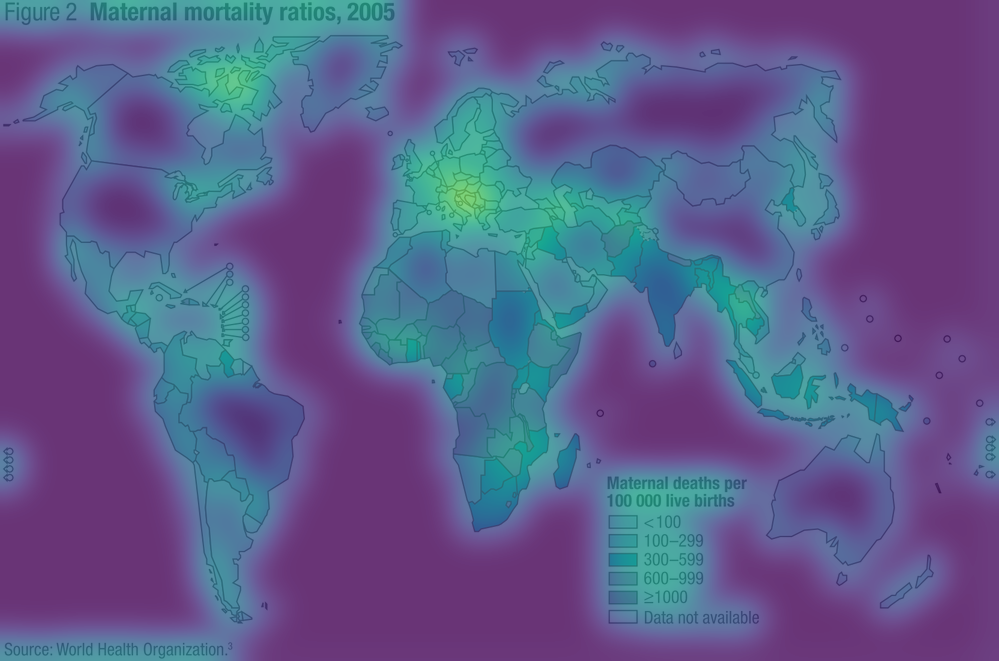 Figure 2 Maternal mortality ratios, 2005
Maternal deaths per
100 000 live births
<100
100–299
300–599
600–999
≥1000
Data not available
Source: World Health Organization.³